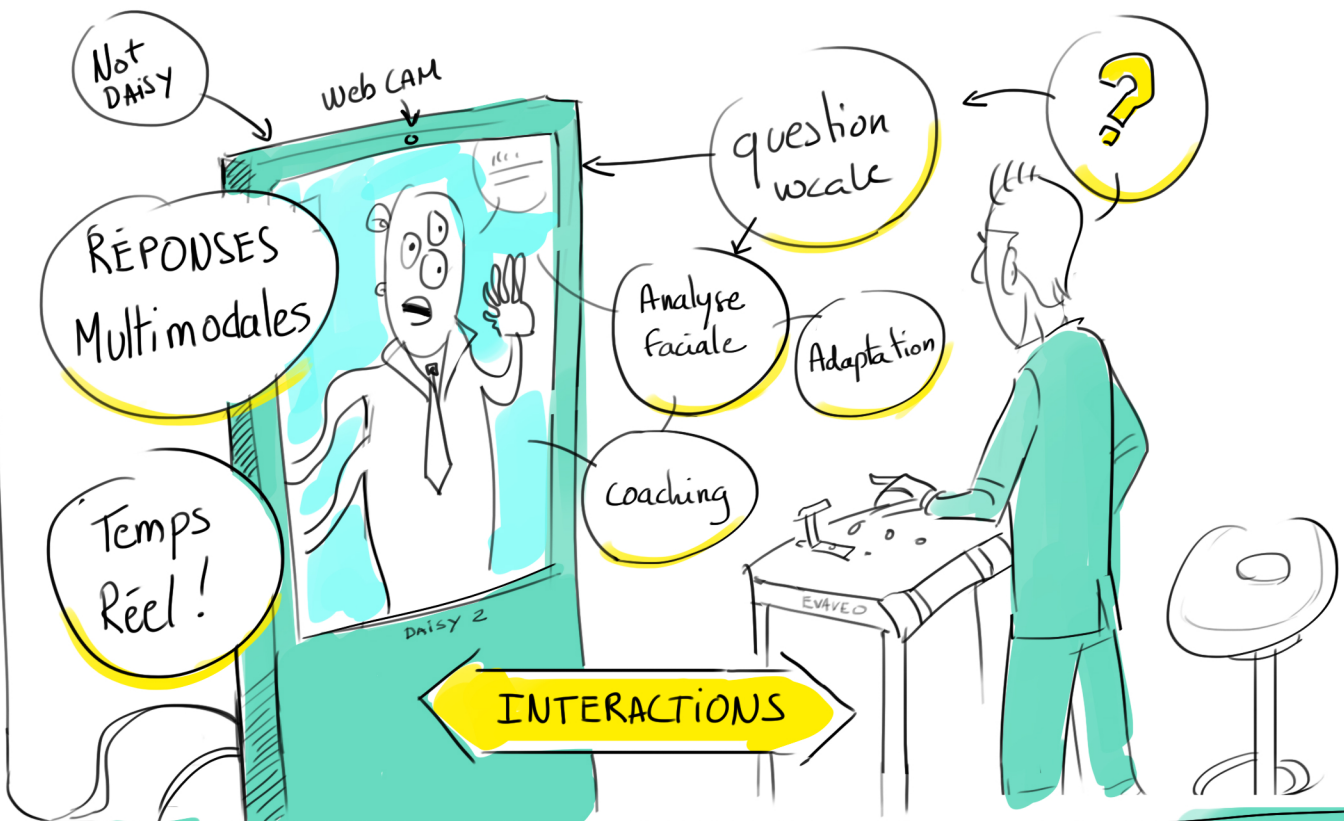 Not
DAiSY
Web CAM
?
question
vocale
RÉPONSES
Multimodales
Analyse
faciale
Adaptation
Coaching
Temps
Réel !
EVAVEO
DAiSY 2
INTERACTiONS